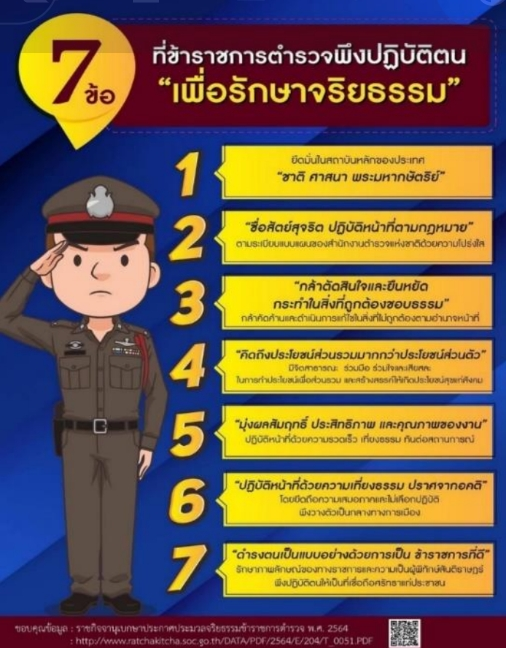 7 ข้อ
ที่ข้าราชการตำรวจพึงปฏิบัติตน
“เพื่อรักษาจริยธรรม”
1
ยึดมั่นในสถาบันหลักของประเทศ
“ชาติ ศาสนา พระมหากษัตริย์”
2
“ซื่อสัตย์สุจริต ปฏิบัติหน้าที่ตามกฎหมาย”
ตามระเบียบแบบแผนของสำนักงานตำรวจแห่งชาติด้วยความโปร่งใส
3
“กล้าตัดสินใจและยืนหยัด
กระทำในสิ่งที่ถูกต้องชอบธรรม”
กล้าคัดค้านและดำเนินการแก้ไขในสิ่งที่ไม่ถูกต้องตามอำนาจหน้าที่
4
“คิดถึงประโยชน์ส่วนรวมมากกว่าประโยชน์ส่วนตัว”
มีจิตสาธารณะ ร่วมมือ ร่วมใจและเสียสละ
ในการทำประโยชน์เพื่อส่วนรวม และสร้างสรรค์ให้เกิดประโยชน์สุขแก่สังคม
5
“มุ่งผลสัมฤทธิ์ ประสิทธิภาพ และคุณภาพของงาน”
ปฏิบัติหน้าที่ด้วยความรวดเร็ว เที่ยงธรรม ทันต่อสถานการณ์
6
“ปฏิบัติหน้าที่ด้วยความเที่ยงธรรม ปราศจากอคติ”
โดยยึดถือความเสมอภาคและไม่เลือกปฏิบัติ
พึงวางตัวเป็นกลางทางการเมือง
7
“ดำรงตนเป็นแบบอย่างด้วยการเป็น ข้าราชการที่ดี”
รักษาภาพลักษณ์ของทางราชการและความเป็นผู้พิทักษ์สันติราษฎร์
พึงปฏิบัติตนให้เป็นที่เชื่อถือศรัทธาแก่ประชาชน
ขอบคุณข้อมูล : ราชกิจจานุเบกษาประกาศประมวลจริยธรรมข้าราชการตำรวจ พ.ศ. 2564
: http://www.ratchakitcha.soc.go.th/DATA/PDF/2564/E/204/T_0051.PDF